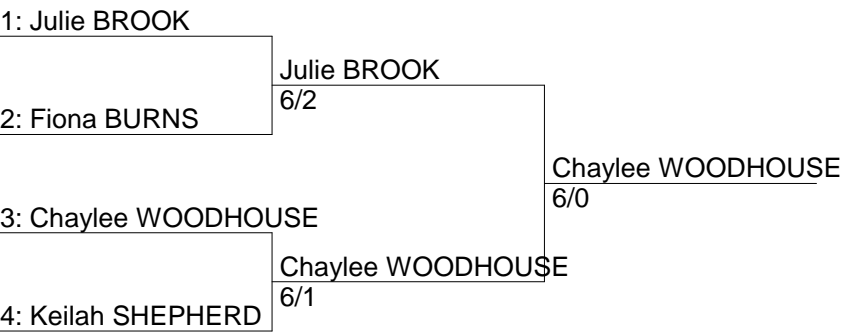 1: Julie BROOK
Julie BROOK
6/2
2: Fiona BURNS
Chaylee WOODHOUSE
6/0
3: Chaylee WOODHOUSE
Chaylee WOODHOUSE
6/1
4: Keilah SHEPHERD